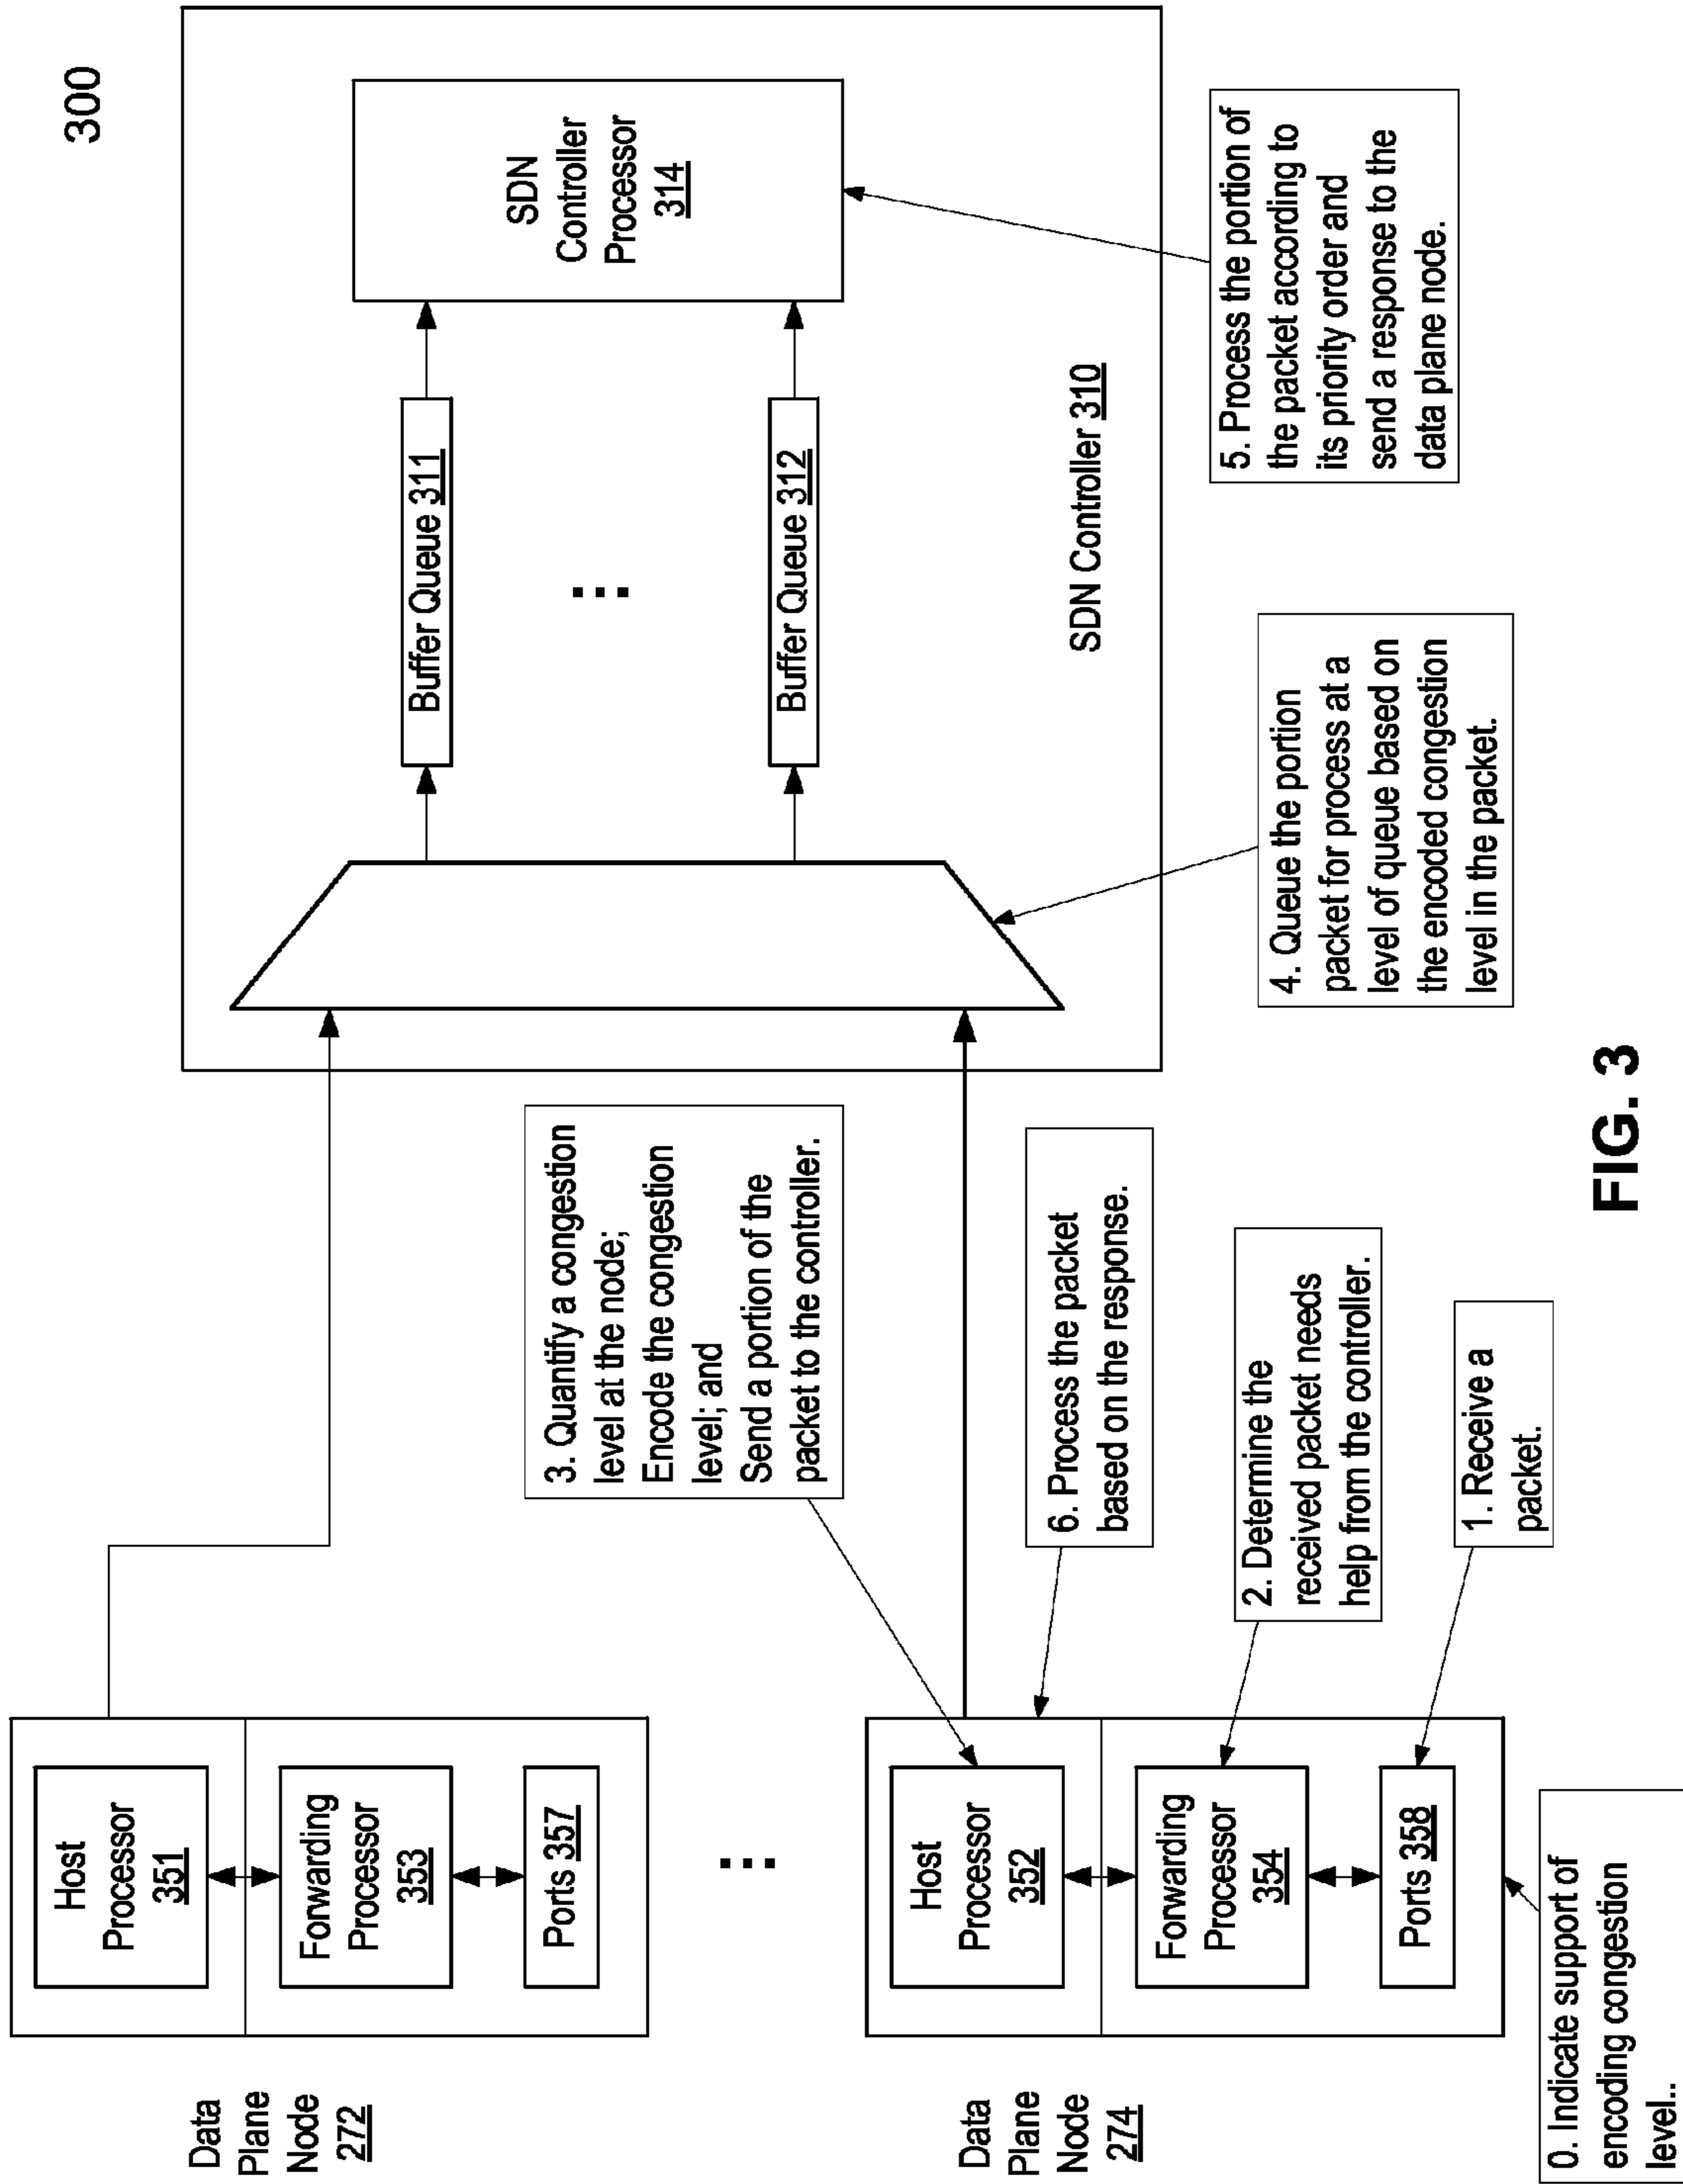 300
Data
Plane
Node
272
Host
Processor
351
Forwarding
Processor
353
Ports 357
Data
Plane
Node
274
Host
Processor
352
Forwarding
Processor
354
Ports 358
0. Indicate support of
encoding congestion
level..
1. Receive a
packet.
2. Determine the
received packet needs
help from the controller.
3. Quantify a congestion
level at the node;
Encode the congestion
level; and
Send a portion of the
packet to the controller.
6. Process the packet
based on the response.
Buffer Queue 311
Buffer Queue 312
SDN
Controller
Processor
314
SDN Controller 310
4. Queue the portion
packet for process at a
level of queue based on
the encoded congestion
level in the packet.
5. Process the portion of
the packet according to
its priority order and
send a response to the
data plane node.
FIG. 3